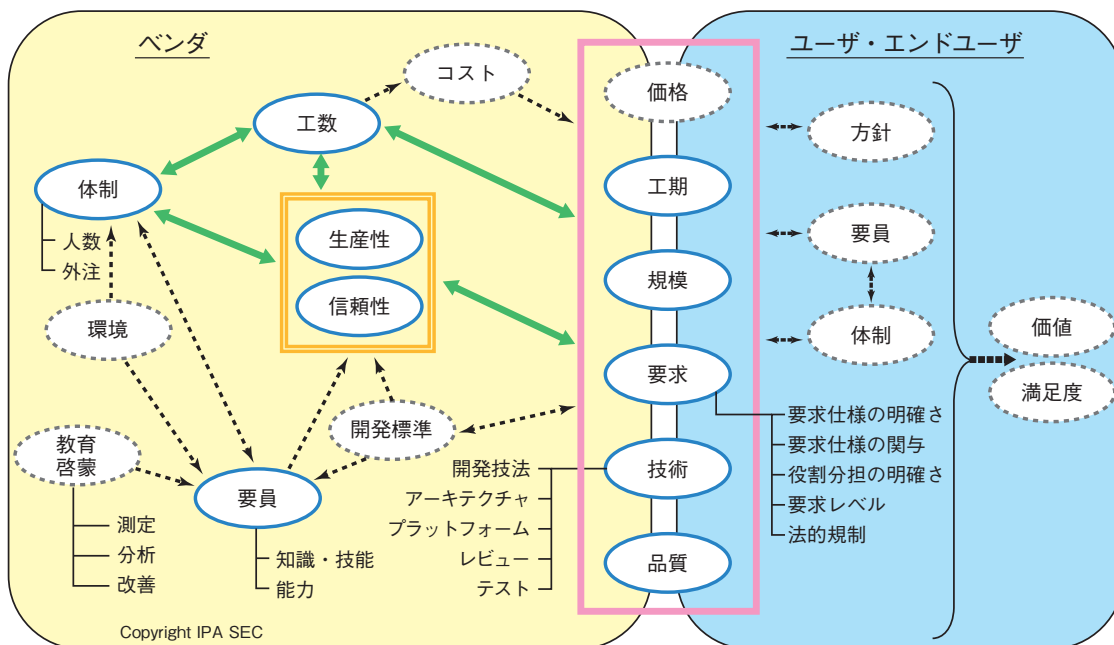 ベンダ
ユーザ・エンドユーザ
コスト
価格
工数
方針
体制
工期
人数
外注
生産性
要員
信頼性
規模
環境
体制
価値
満足度
要求
開発標準
教育
啓蒙
要求仕様の明確さ
要求仕様の関与
役割分担の明確さ
要求レベル
法的規制
要員
技術
開発技法
アーキテクチャ
プラットフォーム
レビュー
テスト
測定
分析
改善
知識・技能
能力
品質
Copyright IPA SEC